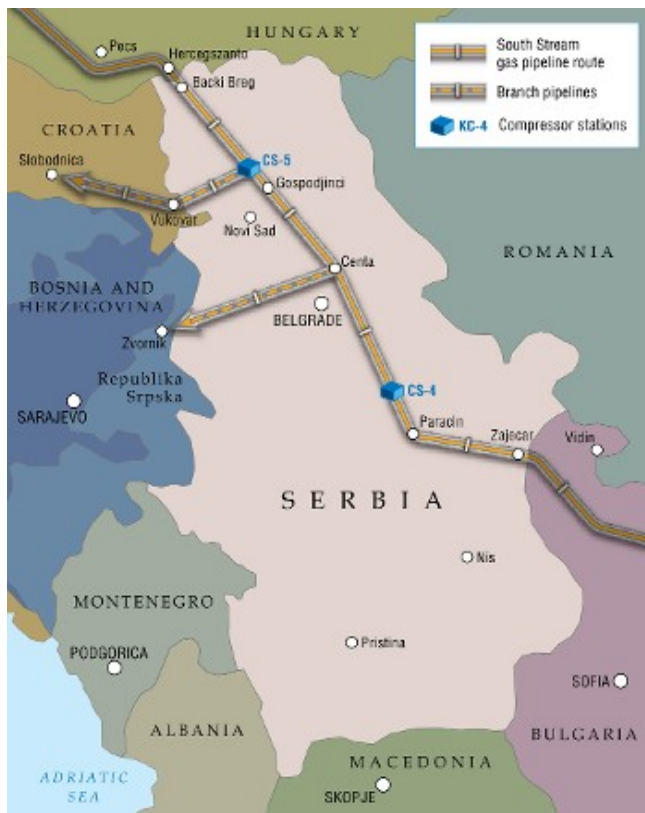 HUNGARY
Pecs
Hercegszanto
Backi Breg
South Stream
gas pipeline route
Branch pipelines
KC-4 Compressor stations
CROATIA
Slobodnica
CS-5
Gospodjinci
Vukovar
Novi Sad
ROMANIA
Centa
BOSNIA AND
HERZEGOVINA
BELGRADE
Zvornik
Republika
Srpska
SARAJEVO
CS-4
Paracin
Zajecar
Vidin
SERBIA
Nis
MONTENEGRO
Pristina
PODGORICA
SOFIA
ALBANIA
BULGARIA
MACEDONIA
ADRIATIC
SEA
SKOPJE